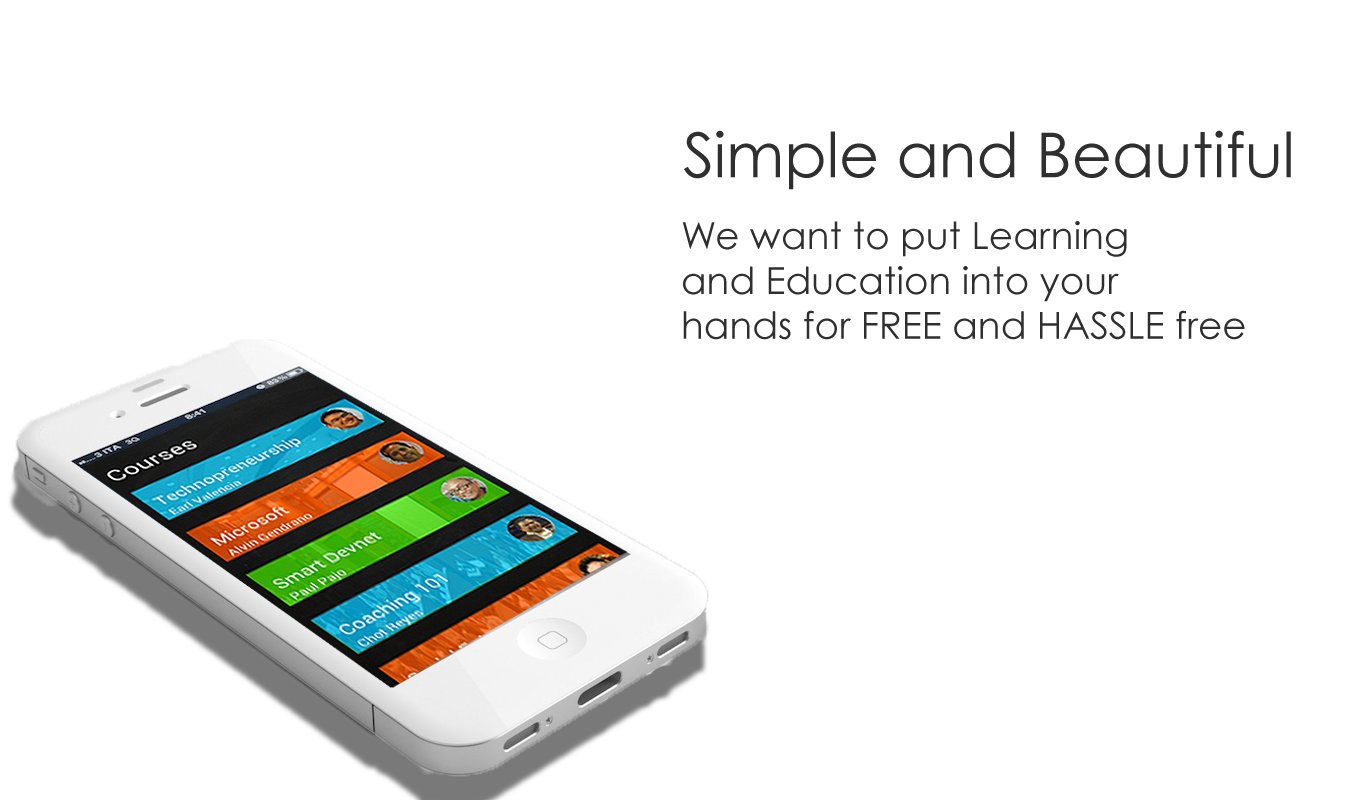 Simple and Beautiful
We want to put Learning
and Education into your
hands for FREE and HASSLE free
3 ITA 3G
8:41
83%
Courses
Technopreneurship
Earl Valencia
Microsoft
Alvin Gendrano
Smart Devnet
Paul Pajo
Coaching 101
Chot Reyes